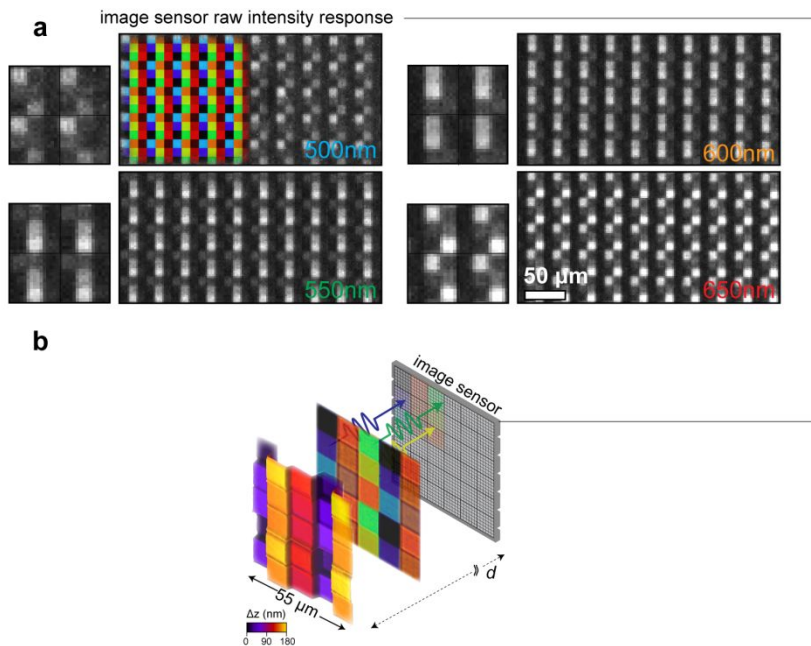 image sensor raw intensity response
a
500nm
600nm
550nm
50 µm
650nm
b
image sensor
d
55 µm
Δz (nm)
0 90 180